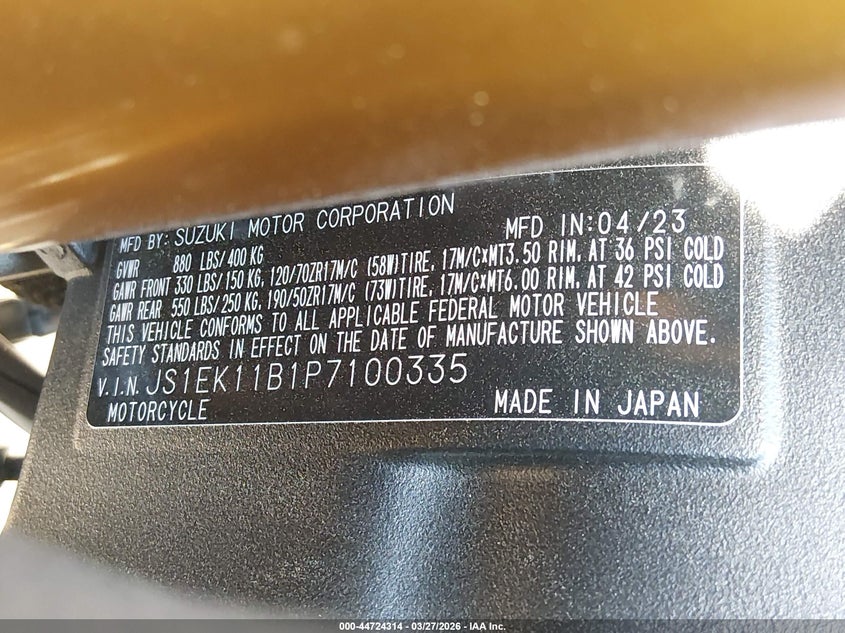 MFD BY: SUZUKI MOTOR CORPORATION MFD IN:04/23
GVWR 880 LBS/400 KG
GAWR FRONT 330 LBS/150 KG, 120/70ZR17M/C (58W)TIRE, 17M/C×MT3.50 RIM, AT 36 PSI COLD
GAWR REAR 550 LBS/250 KG, 190/50ZR17M/C (73W)TIRE, 17M/C×MT6.00 RIM, AT 42 PSI COLD
THIS VEHICLE CONFORMS TO ALL APPLICABLE FEDERAL MOTOR VEHICLE
SAFETY STANDARDS IN EFFECT ON THE DATE OF MANUFACTURE SHOWN ABOVE.
V.I.N. JS1EK11B1P7100335
MOTORCYCLE MADE IN JAPAN
000-44724314 — 03/27/2026 — IAA Inc.